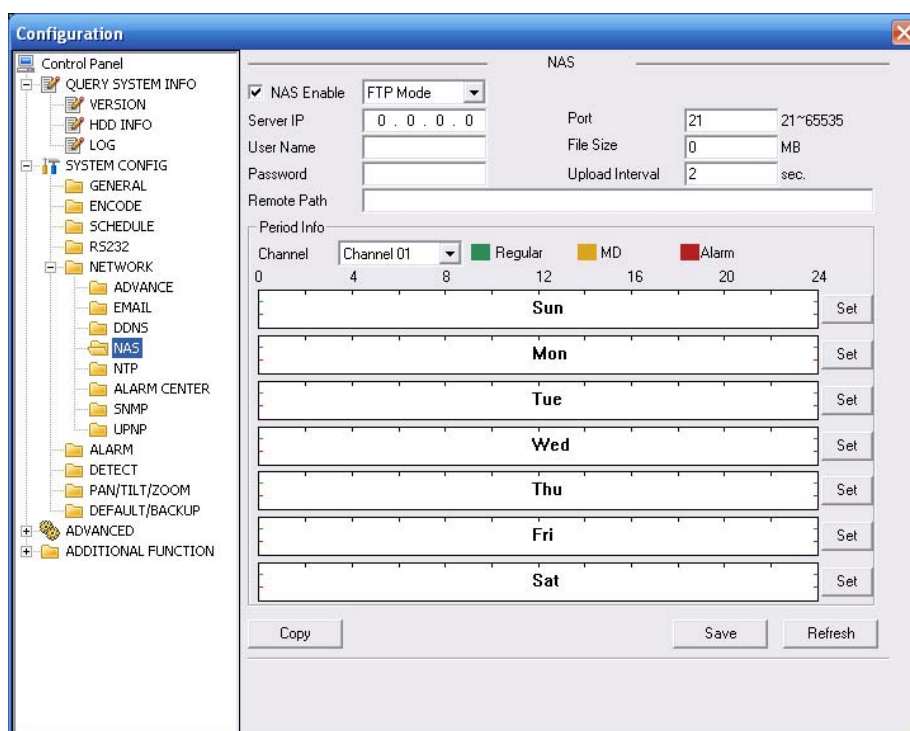 Configuration
Control Panel
QUERY SYSTEM INFO
VERSION
HDD INFO
LOG
SYSTEM CONFIG
GENERAL
ENCODE
SCHEDULE
RS232
NETWORK
ADVANCE
EMAIL
DDNS
NAS
NTP
ALARM CENTER
SNMP
UPNP
ALARM
DETECT
PAN/TILT/ZOOM
DEFAULT/BACKUP
ADVANCED
ADDITIONAL FUNCTION
NAS
NAS Enable FTP Mode
Server IP 0 . 0 . 0 . 0 Port 21 21~65535
User Name File Size 0 MB
Password Upload Interval 2 sec.
Remote Path
Period Info
Channel Channel 01 Regular MD Alarm
0 4 8 12 16 20 24
Sun Set
Mon Set
Tue Set
Wed Set
Thu Set
Fri Set
Sat Set
Copy Save Refresh